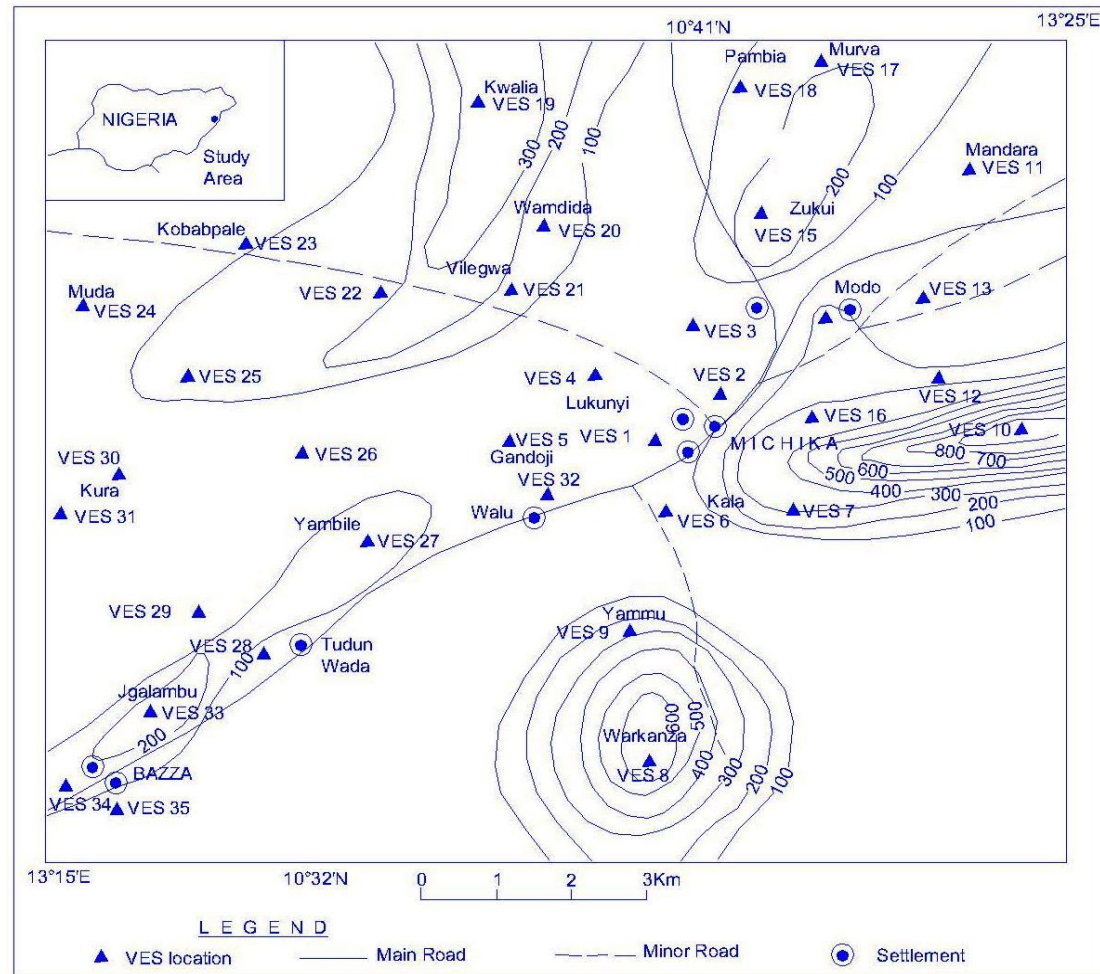 10°41'N
13°25'E
NIGERIA
Study
Area
Kwalia
VES 19
300
200
100
Pambia
VES 18
Murva
VES 17
200
100
Mandara
VES 11
Zukui
VES 15
Wamdida
VES 20
Kobabpale
VES 23
Vilegwa
VES 22
VES 21
Muda
VES 24
Modo
VES 13
VES 3
VES 25
VES 4
VES 2
VES 12
Lukunyi
VES 16
VES 1
MICHIKA
VES 10
VES 5
Gandoji
VES 26
VES 30
Kura
VES 31
VES 32
Walu
Kala
VES 6
VES 7
800
700
600
500
400
300
200
100
Yambile
VES 27
VES 29
VES 28
100
Tudun
Wada
Yammu
VES 9
Jgalambu
VES 33
200
Warkanza
VES 8
600
500
400
300
200
100
BAZZA
VES 34
VES 35
13°15'E
10°32'N
0 1 2 3Km
LEGEND
VES location
Main Road
Minor Road
Settlement